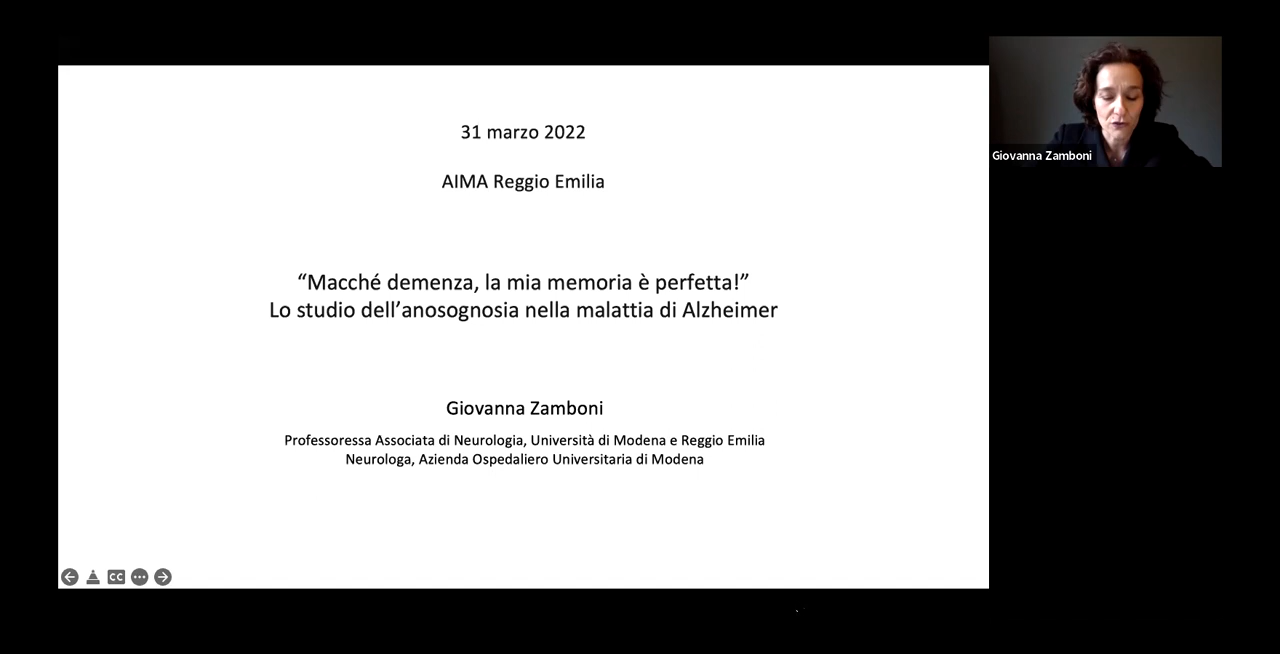 31 marzo 2022
AIMA Reggio Emilia
“Macché demenza, la mia memoria è perfetta!”
Lo studio dell’anosognosia nella malattia di Alzheimer
Giovanna Zamboni
Professoressa Associata di Neurologia, Università di Modena e Reggio Emilia
Neurologa, Azienda Ospedaliero Universitaria di Modena
CC
Giovanna Zamboni